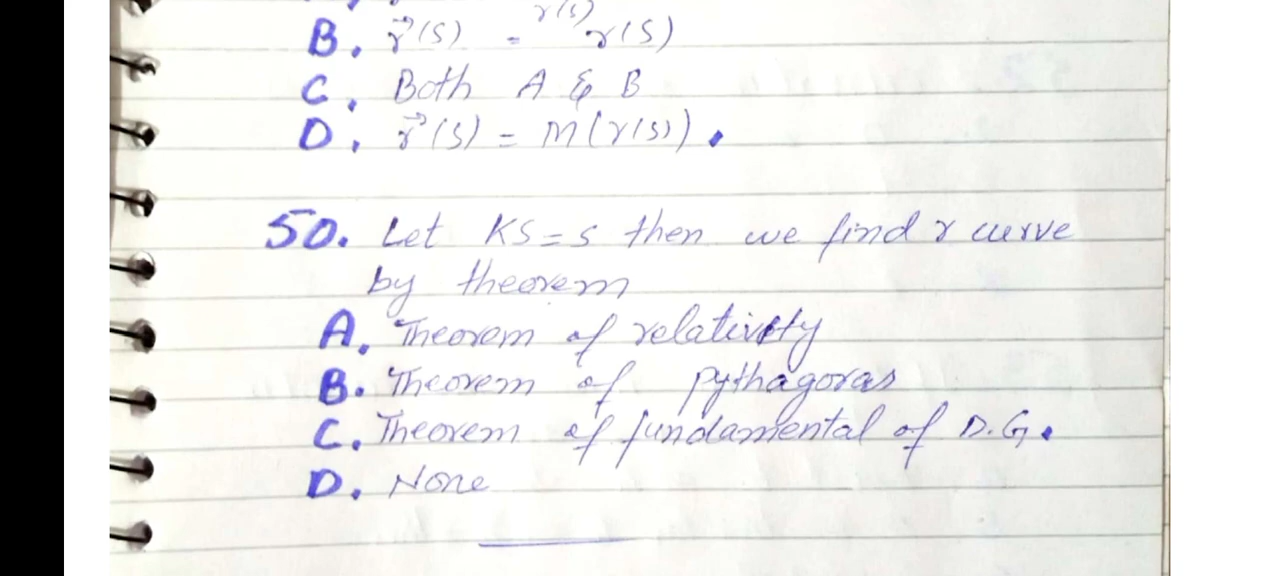 B. r⃗(s) = r(s) r(s)
C. Both A & B
D. r⃗(s) = M(r(s)).
50. Let KS=s then we find r curve
by theorem
A. Theorem of relativity
B. Theorem of pythagoras
C. Theorem of fundamental of D.G.
D. None